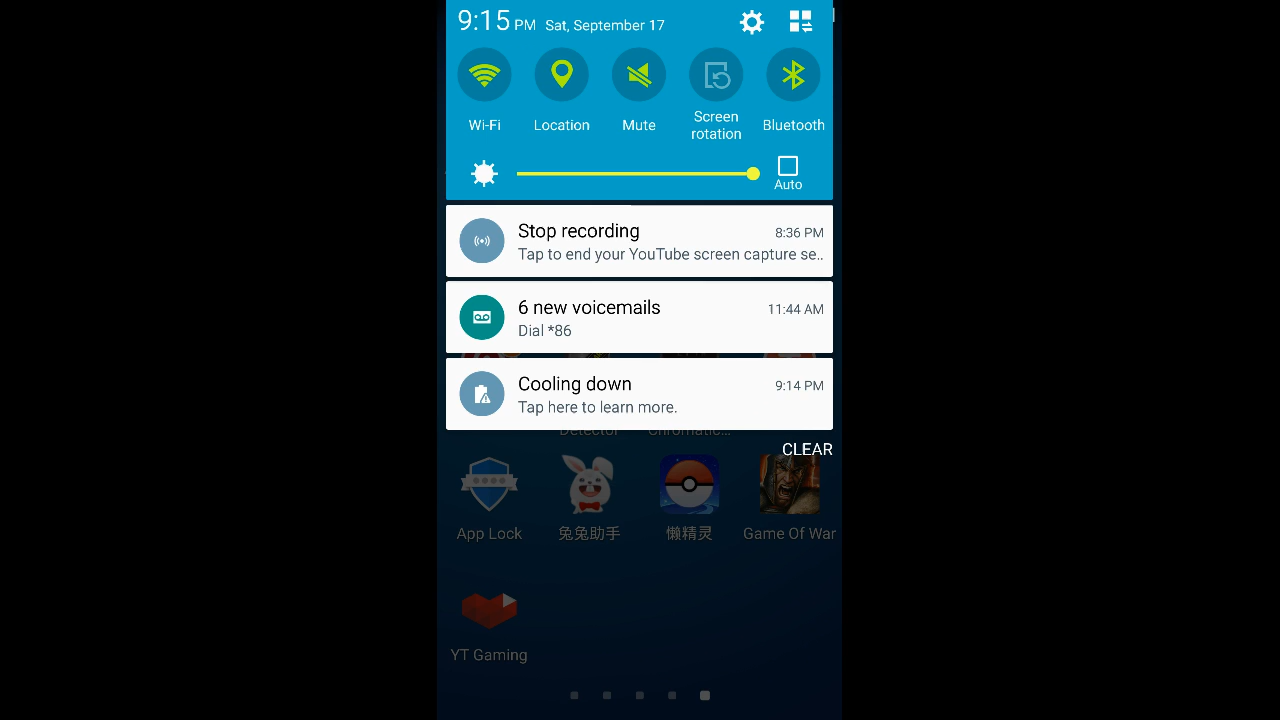 9:15 PM Sat, September 17
Wi-Fi
Location
Mute
Screen
rotation
Bluetooth
Auto
Stop recording 8:36 PM
Tap to end your YouTube screen capture se..
6 new voicemails 11:44 AM
Dial *86
Cooling down 9:14 PM
Tap here to learn more.
Detector Chromatic...
CLEAR
App Lock 兔兔助手 懒精灵 Game Of War
YT Gaming